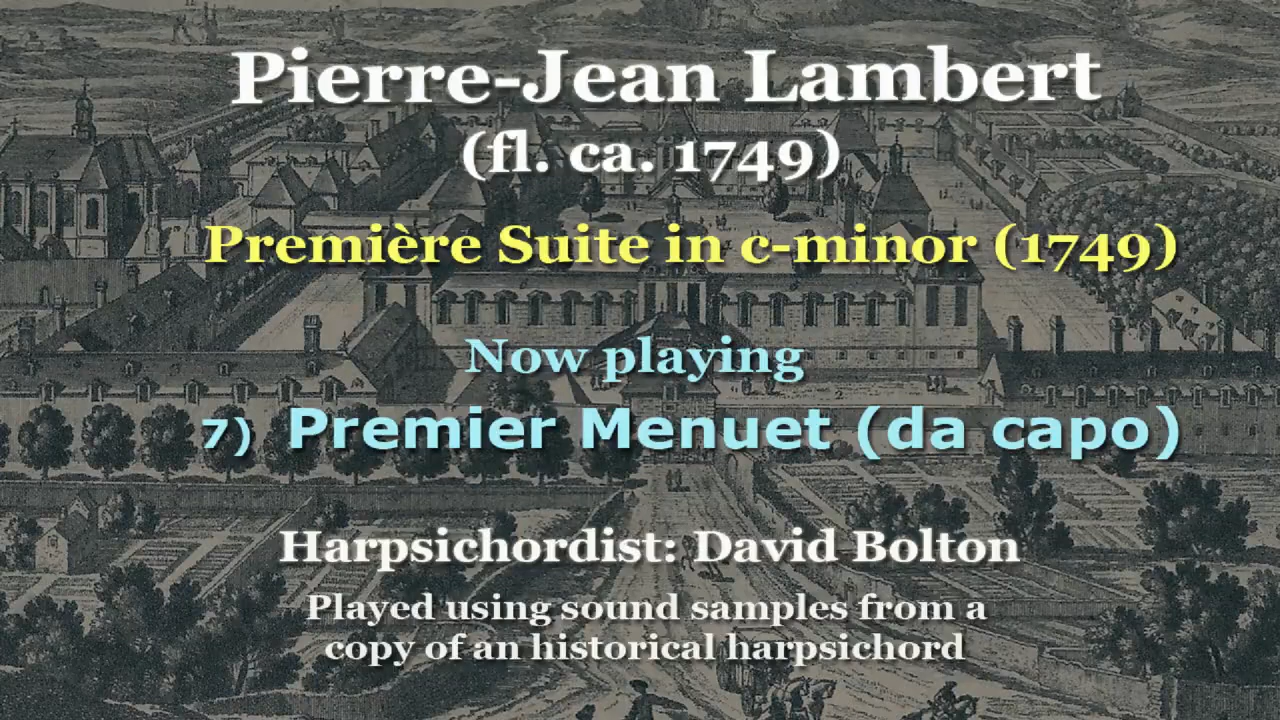 Pierre-Jean Lambert
(fl. ca. 1749)
Première Suite in c-minor (1749)
Now playing
7) Premier Menuet (da capo)
Harpsichordist: David Bolton
Played using sound samples from a
copy of an historical harpsichord